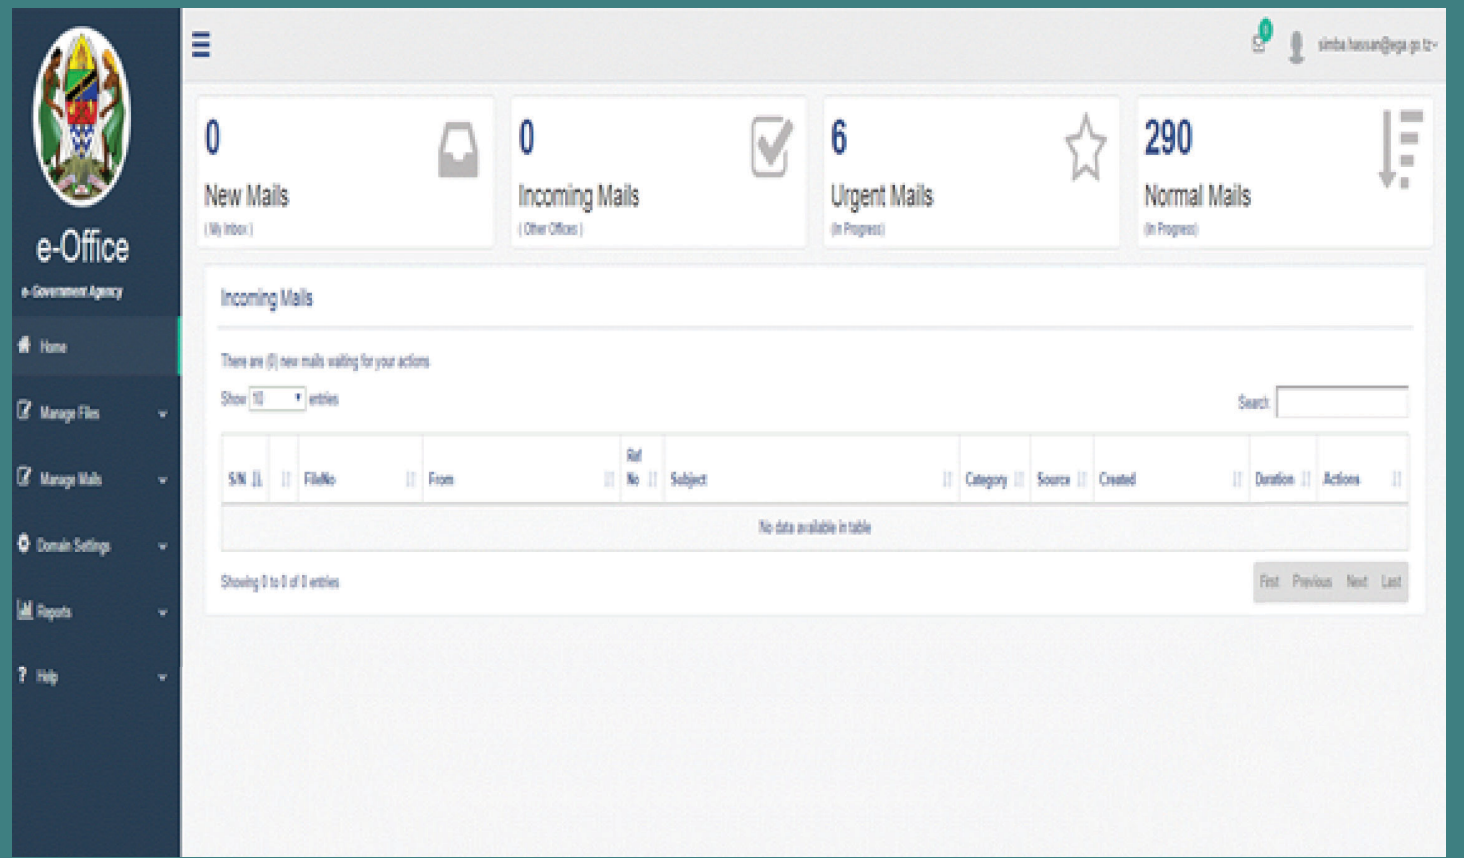 e-Office
e-Government Agency
Home
Manage Files
Manage Mails
Domain Settings
Reports
? Help
0
simba.hassan@ega.go.tz
0
New Mails
( My Inbox )
0
Incoming Mails
( Other Offices )
6
Urgent Mails
(In Progress)
290
Normal Mails
(In Progress)
Incoming Mails
There are (0) new mails waiting for your actions
Show 10 entries
Search:
S/N FileNo From Ref No Subject Category Source Created Duration Actions
No data available in table
Showing 0 to 0 of 0 entries
First Previous Next Last